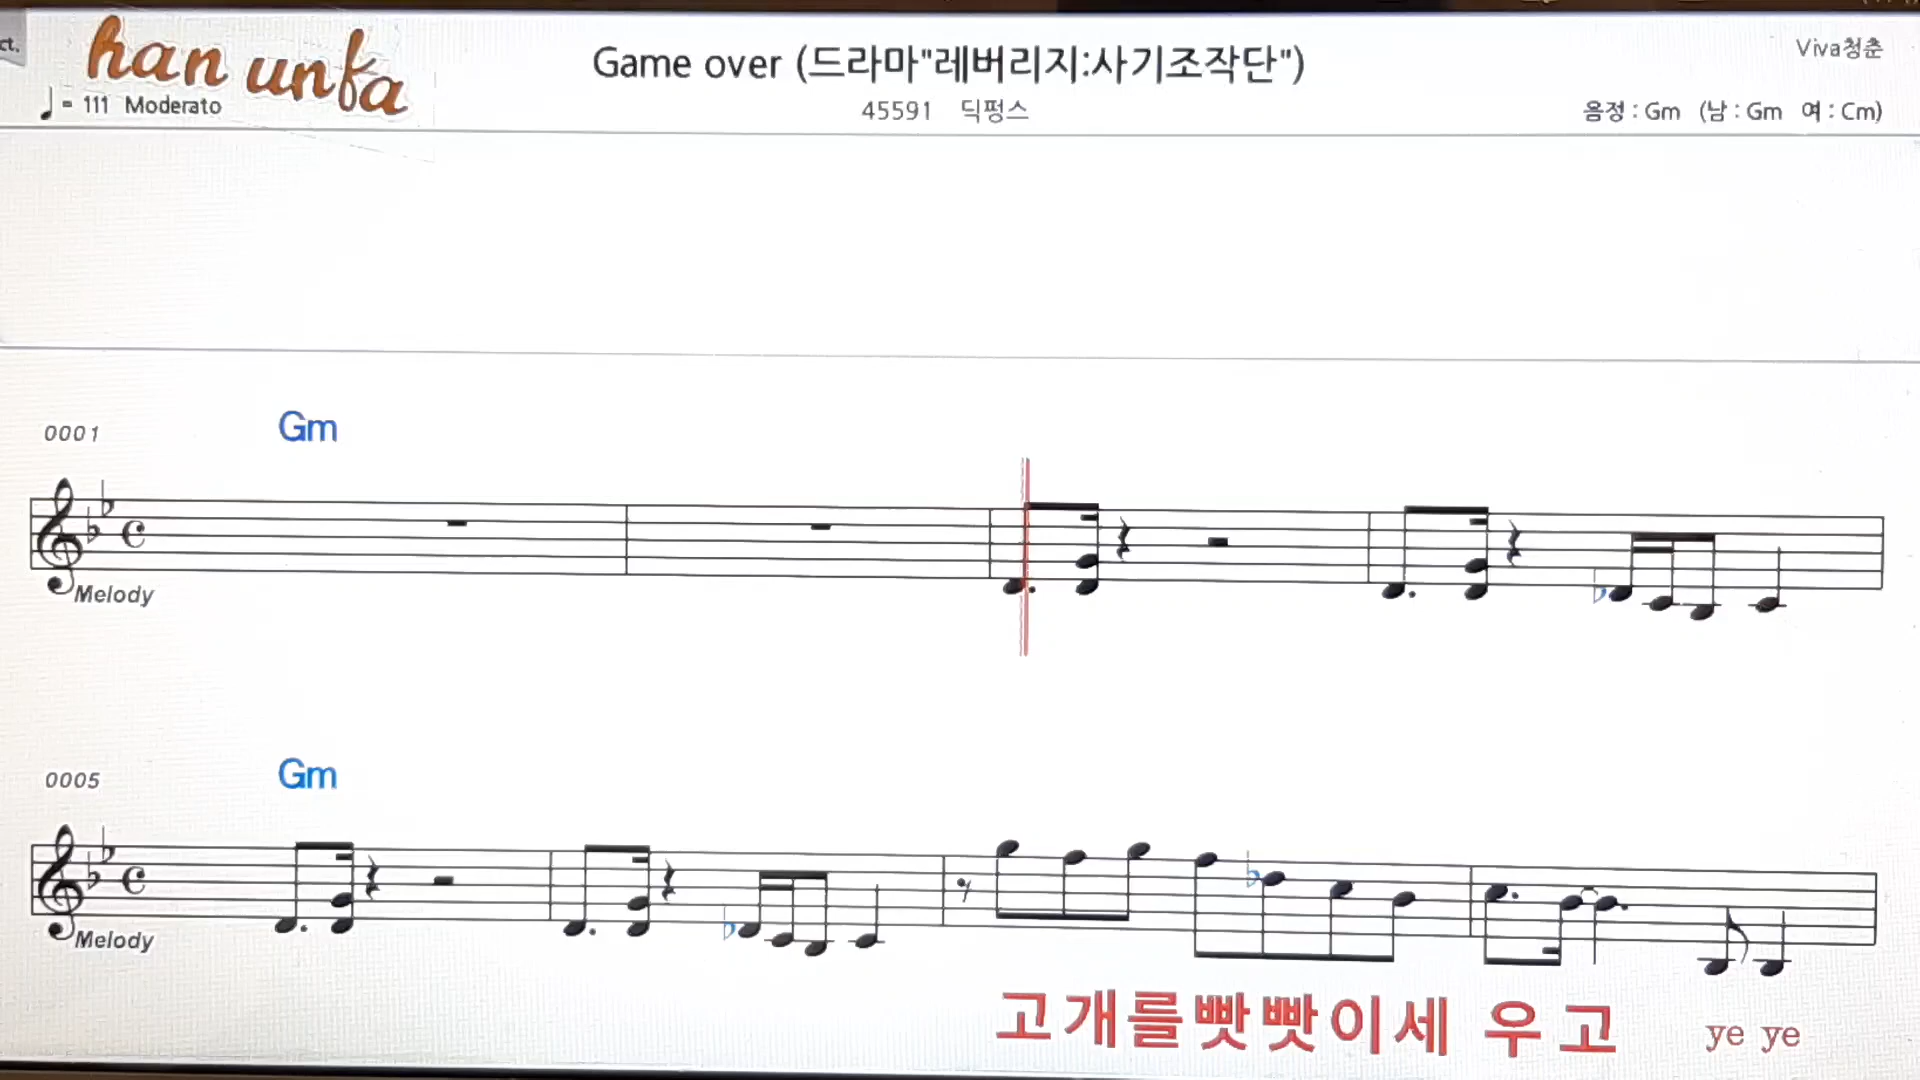 ct.
han unfa
Game over (드라마"레버리지:사기조작단")
Viva청춘
♩= 111 Moderato
45591 딕펑스
음정 : Gm (남 : Gm 여 : Cm)
0001
Gm
Melody
0005
Gm
Melody
고개를빳빳이세 우고 ye ye